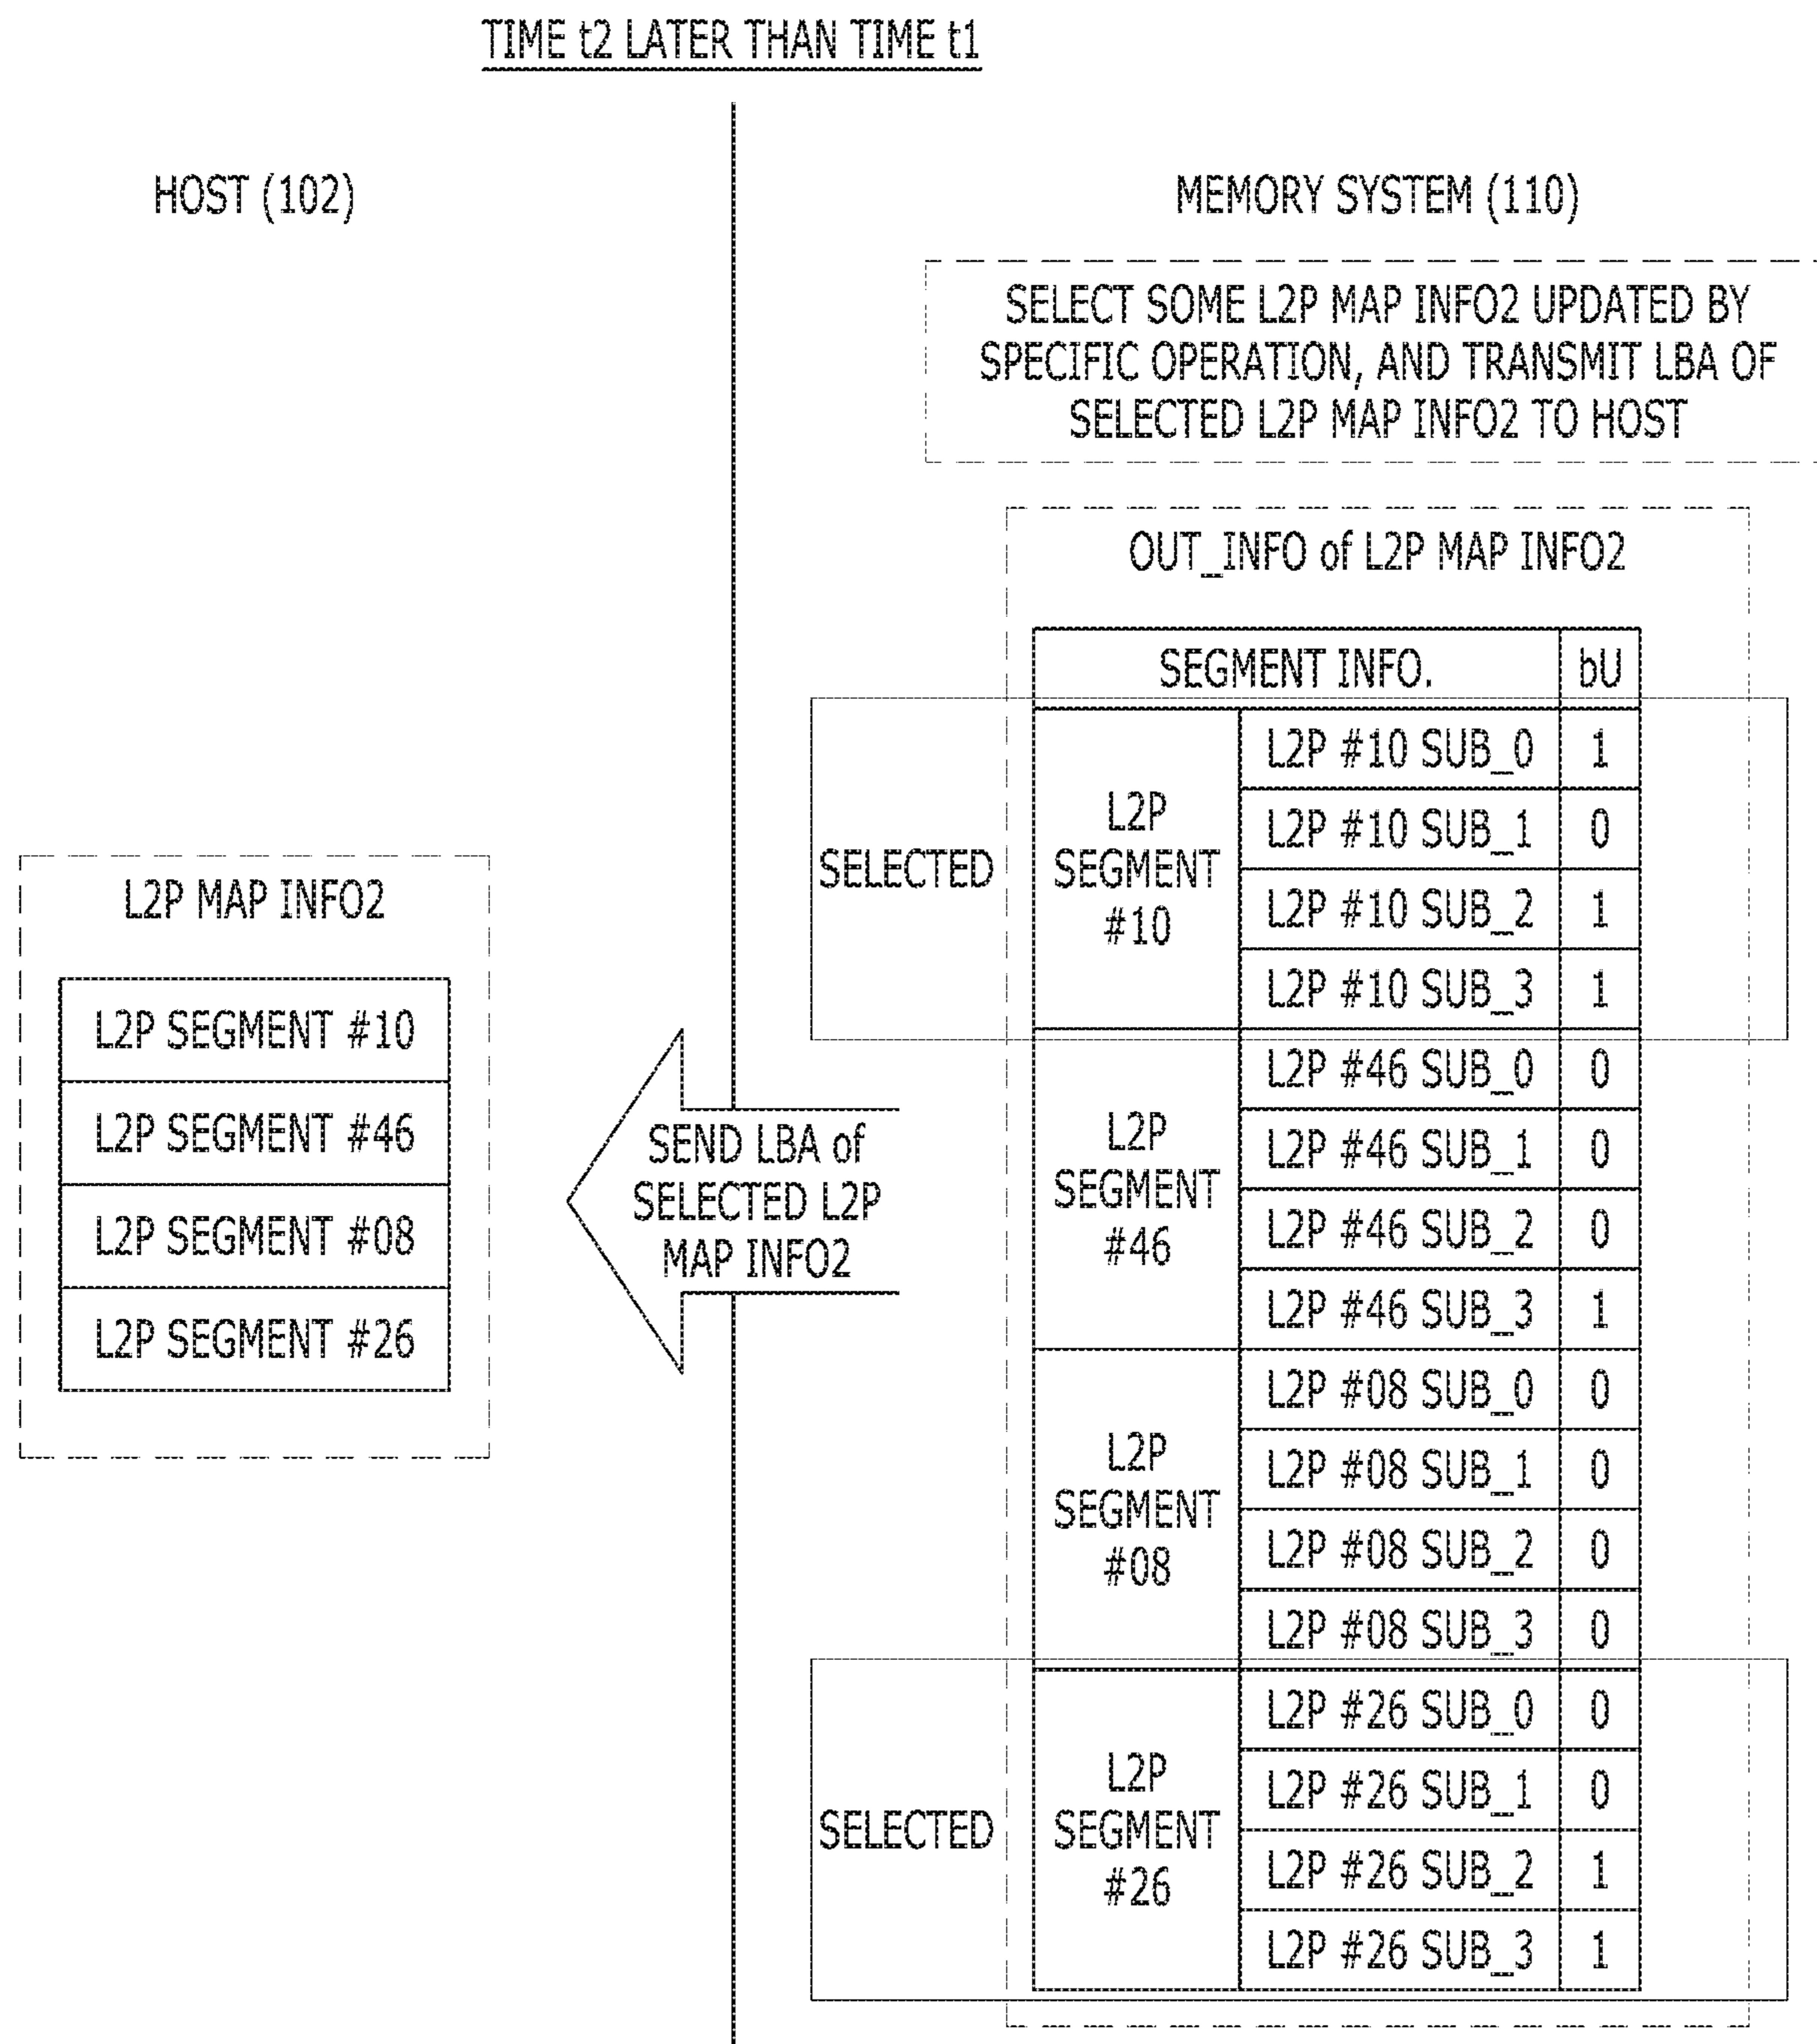 TIME t2 LATER THAN TIME t1
HOST (102)
MEMORY SYSTEM (110)
SELECT SOME L2P MAP INFO2 UPDATED BY
SPECIFIC OPERATION, AND TRANSMIT LBA OF
SELECTED L2P MAP INFO2 TO HOST
L2P MAP INFO2
L2P SEGMENT #10
L2P SEGMENT #46
L2P SEGMENT #08
L2P SEGMENT #26
SEND LBA of
SELECTED L2P
MAP INFO2
OUT_INFO of L2P MAP INFO2
SEGMENT INFO. bU
SELECTED
L2P
SEGMENT
#10
L2P #10 SUB_0 1
L2P #10 SUB_1 0
L2P #10 SUB_2 1
L2P #10 SUB_3 1
L2P
SEGMENT
#46
L2P #46 SUB_0 0
L2P #46 SUB_1 0
L2P #46 SUB_2 0
L2P #46 SUB_3 1
L2P
SEGMENT
#08
L2P #08 SUB_0 0
L2P #08 SUB_1 0
L2P #08 SUB_2 0
L2P #08 SUB_3 0
SELECTED
L2P
SEGMENT
#26
L2P #26 SUB_0 0
L2P #26 SUB_1 0
L2P #26 SUB_2 1
L2P #26 SUB_3 1